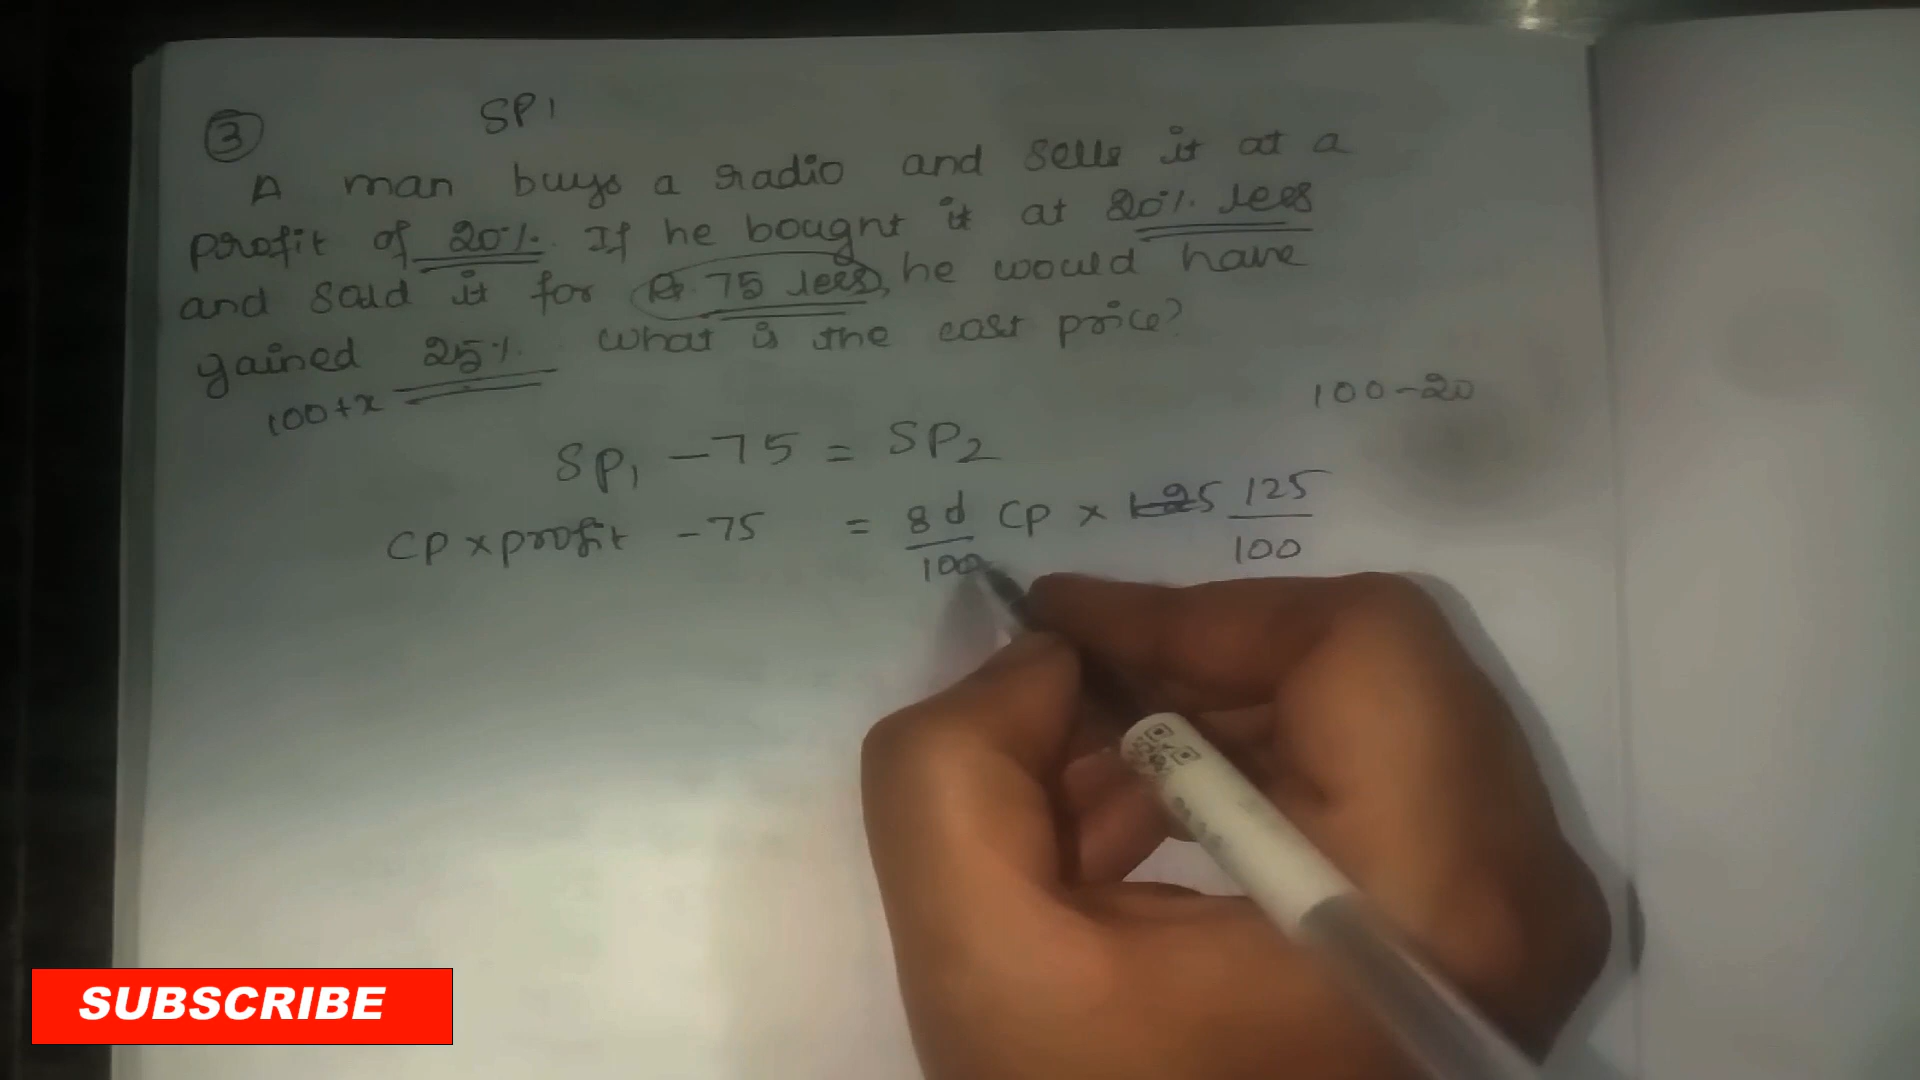 SP1
3
A man buys a radio and sells it at a
profit of 20%. If he bought it at 20% less
and sold it for Rs 75 less, he would have
gained 25%. What is the cost price?
100+x
100-20
SP1 - 75 = SP2
CP x profit - 75 = 80/100 CP x 125 125/100
SUBSCRIBE